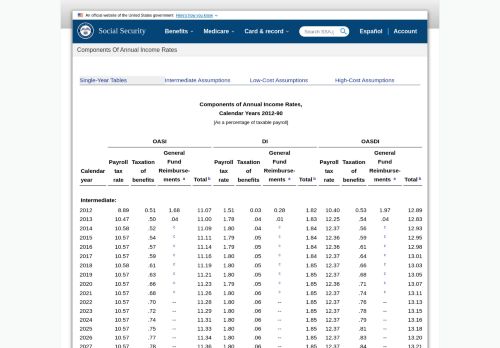 An official website of the United States government Here's how you know
Social Security
Benefits Medicare Card & record Search SSA.g Español Account
Components Of Annual Income Rates
Single-Year Tables Intermediate Assumptions Low-Cost Assumptions High-Cost Assumptions
Components of Annual Income Rates,
Calendar Years 2012-90
[As a percentage of taxable payroll]
OASI DI OASDI
General General General
Payroll Taxation Fund Payroll Taxation Fund Payroll Taxation Fund
Calendar tax of Reimburse- tax of Reimburse- tax of Reimburse-
year rate benefits ments a Total b rate benefits ments a Total b rate benefits ments a Total b
Intermediate:
2012 8.89 0.51 1.68 11.07 1.51 0.03 0.28 1.82 10.40 0.53 1.97 12.89
2013 10.47 .50 .04 11.00 1.78 .04 .01 1.83 12.25 .54 .04 12.83
2014 10.58 .52 c 11.09 1.80 .04 c 1.84 12.37 .56 c 12.93
2015 10.57 .54 c 11.11 1.79 .05 c 1.84 12.36 .59 c 12.95
2016 10.57 .57 c 11.14 1.79 .05 c 1.84 12.36 .61 c 12.98
2017 10.57 .59 c 11.16 1.80 .05 c 1.84 12.37 .64 c 13.01
2018 10.58 .61 c 11.19 1.80 .05 c 1.85 12.37 .66 c 13.03
2019 10.57 .63 c 11.21 1.80 .05 c 1.85 12.37 .68 c 13.05
2020 10.57 .66 c 11.23 1.79 .05 c 1.85 12.36 .71 c 13.07
2021 10.57 .68 c 11.26 1.80 .06 c 1.85 12.37 .74 c 13.11
2022 10.57 .70 -- 11.28 1.80 .06 -- 1.85 12.37 .76 -- 13.13
2023 10.57 .72 -- 11.29 1.80 .06 -- 1.85 12.37 .78 -- 13.15
2024 10.57 .74 -- 11.31 1.80 .06 -- 1.85 12.37 .79 -- 13.16
2025 10.57 .75 -- 11.33 1.80 .06 -- 1.85 12.37 .81 -- 13.18
2026 10.57 .77 -- 11.34 1.80 .06 -- 1.85 12.37 .83 -- 13.20
2027 10.57 .78 -- 11.36 1.80 .06 -- 1.85 12.37 .84 -- 13.21